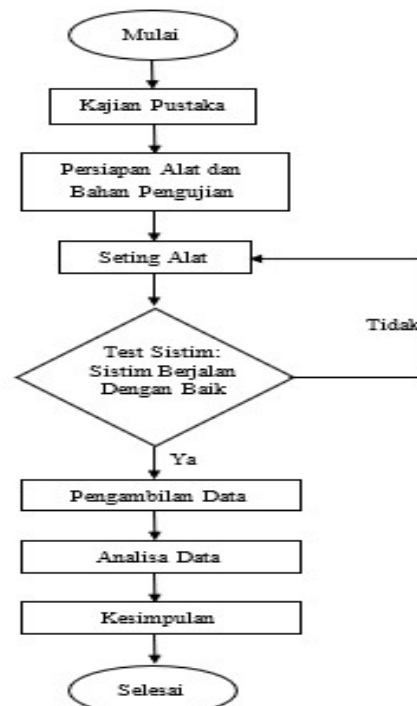 Mulai
Kajian Pustaka
Persiapan Alat dan
Bahan Pengujian
Seting Alat
Tidak
Test Sistim:
Sistim Berjalan
Dengan Baik
Ya
Pengambilan Data
Analisa Data
Kesimpulan
Selesai